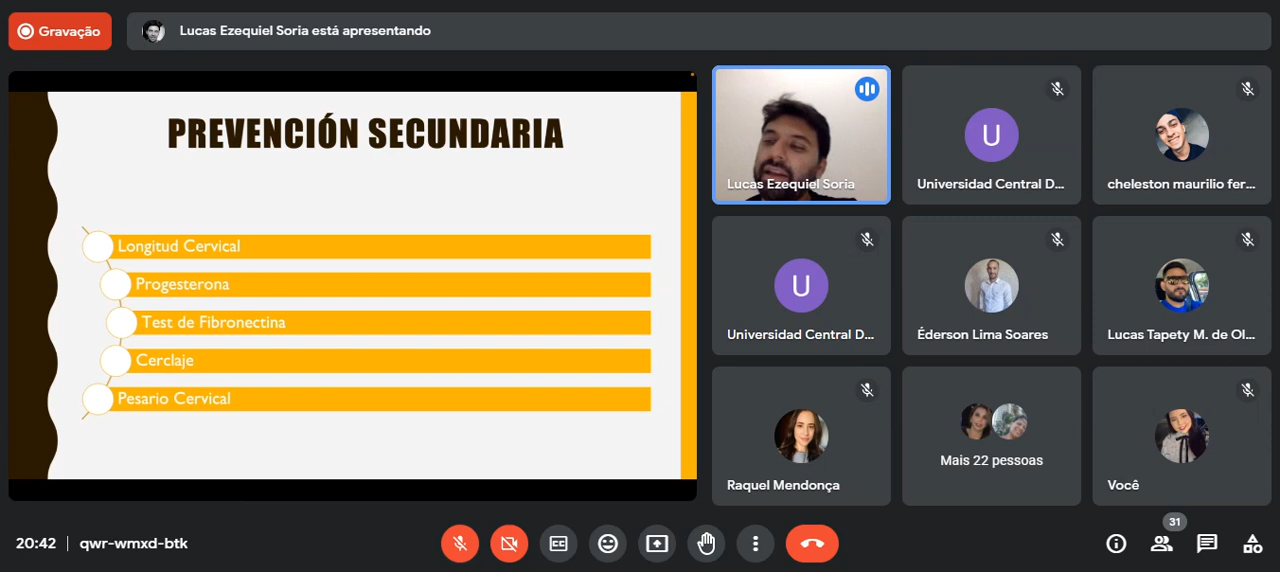 Gravação
Lucas Ezequiel Soria está apresentando
PREVENCIÓN SECUNDARIA
Longitud Cervical
Progesterona
Test de Fibronectina
Cerclaje
Pesario Cervical
Lucas Ezequiel Soria
U
Universidad Central D...
cheleston maurilio fer...
U
Universidad Central D...
Éderson Lima Soares
Lucas Tapety M. de Ol...
Raquel Mendonça
Mais 22 pessoas
Você
20:42 | qwr-wmxd-btk
CC
31